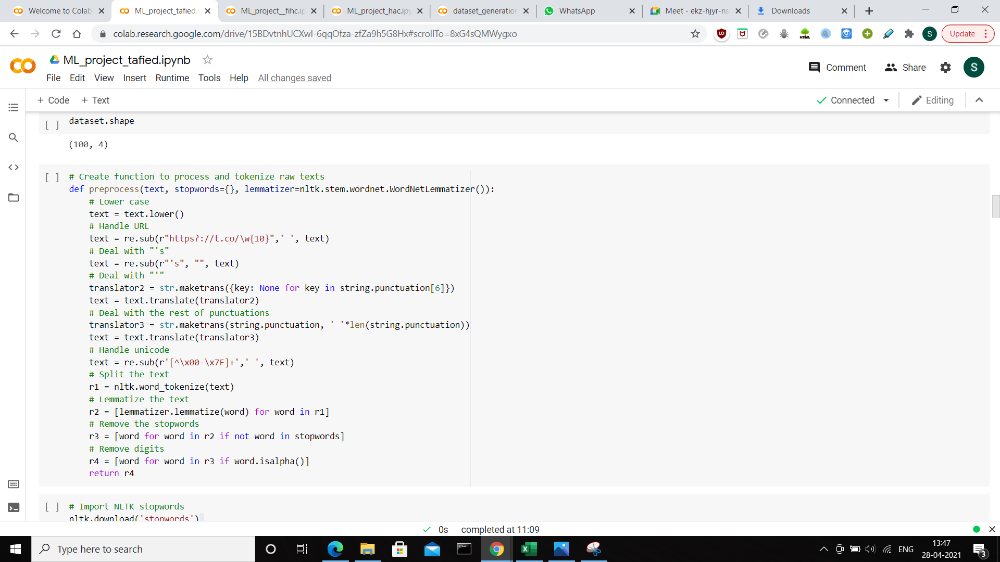 Welcome to Colab
ML_project_tafied.i
ML_project__fihc.ip
ML_project_hac.ipy
dataset_generation
WhatsApp
Meet - ekz-hjyr-ns
Downloads
colab.research.google.com/drive/15BDvtnhUCXwI-6qqOfza-zfZa9h5G8Hx#scrollTo=8xG4sQMWygxo
HTML
S
Update
ML_project_tafied.ipynb
Comment
Share
S
File Edit View Insert Runtime Tools Help All changes saved
+ Code + Text
Connected
Editing
[ ] dataset.shape
(100, 4)
[ ] # Create function to process and tokenize raw texts
def preprocess(text, stopwords={}, lemmatizer=nltk.stem.wordnet.WordNetLemmatizer()):
# Lower case
text = text.lower()
# Handle URL
text = re.sub(r"https?://t.co/\w{10}",' ', text)
# Deal with "'s"
text = re.sub(r"'s", "", text)
# Deal with "'"
translator2 = str.maketrans({key: None for key in string.punctuation[6]})
text = text.translate(translator2)
# Deal with the rest of punctuations
translator3 = str.maketrans(string.punctuation, ' '*len(string.punctuation))
text = text.translate(translator3)
# Handle unicode
text = re.sub(r'[^\x00-\x7F]+',' ', text)
# Split the text
r1 = nltk.word_tokenize(text)
# Lemmatize the text
r2 = [lemmatizer.lemmatize(word) for word in r1]
# Remove the stopwords
r3 = [word for word in r2 if not word in stopwords]
# Remove digits
r4 = [word for word in r3 if word.isalpha()]
return r4
[ ] # Import NLTK stopwords
nltk.download('stopwords')
0s completed at 11:09
Type here to search
ENG
13:47
28-04-2021
3